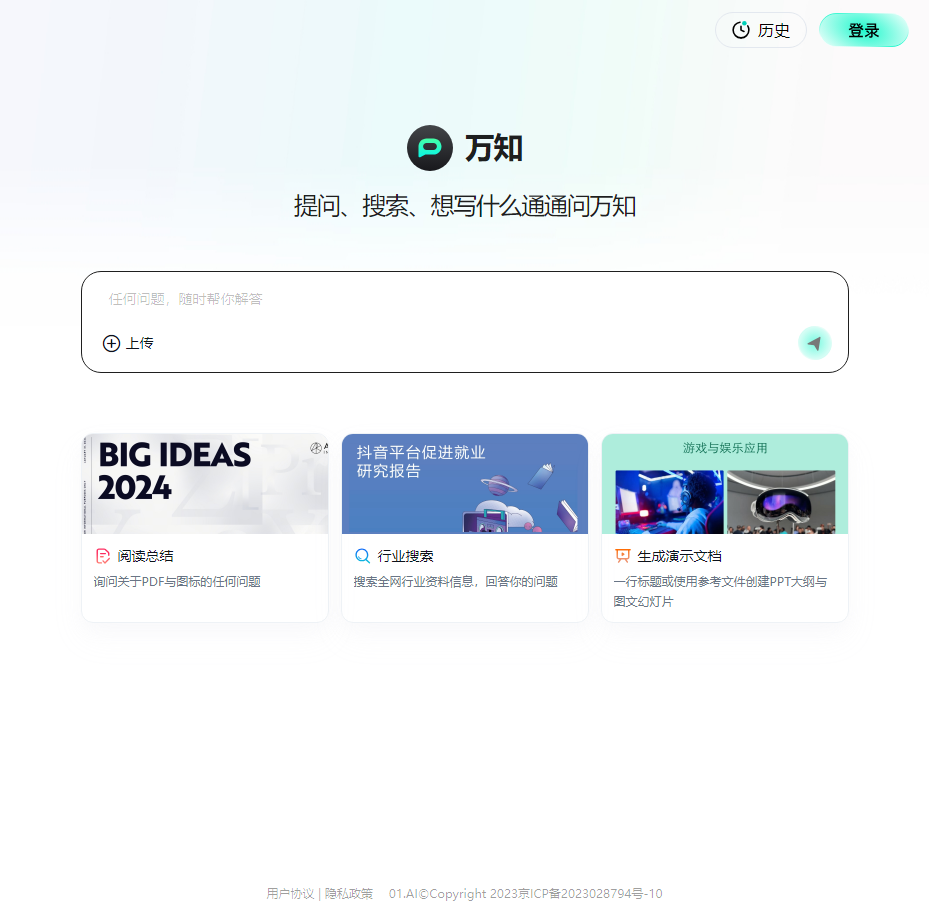 历史
登录
万知
提问、搜索、想写什么通通问万知
任何问题，随时帮你解答
上传
BIG IDEAS
2024
抖音平台促进就业
研究报告
游戏与娱乐应用
阅读总结
询问关于PDF与图标的任何问题
行业搜索
搜索全网行业资料信息，回答你的问题
生成演示文档
一行标题或使用参考文件创建PPT大纲与
图文幻灯片
用户协议 | 隐私政策 01.AI©Copyright 2023京ICP备2023028794号-10